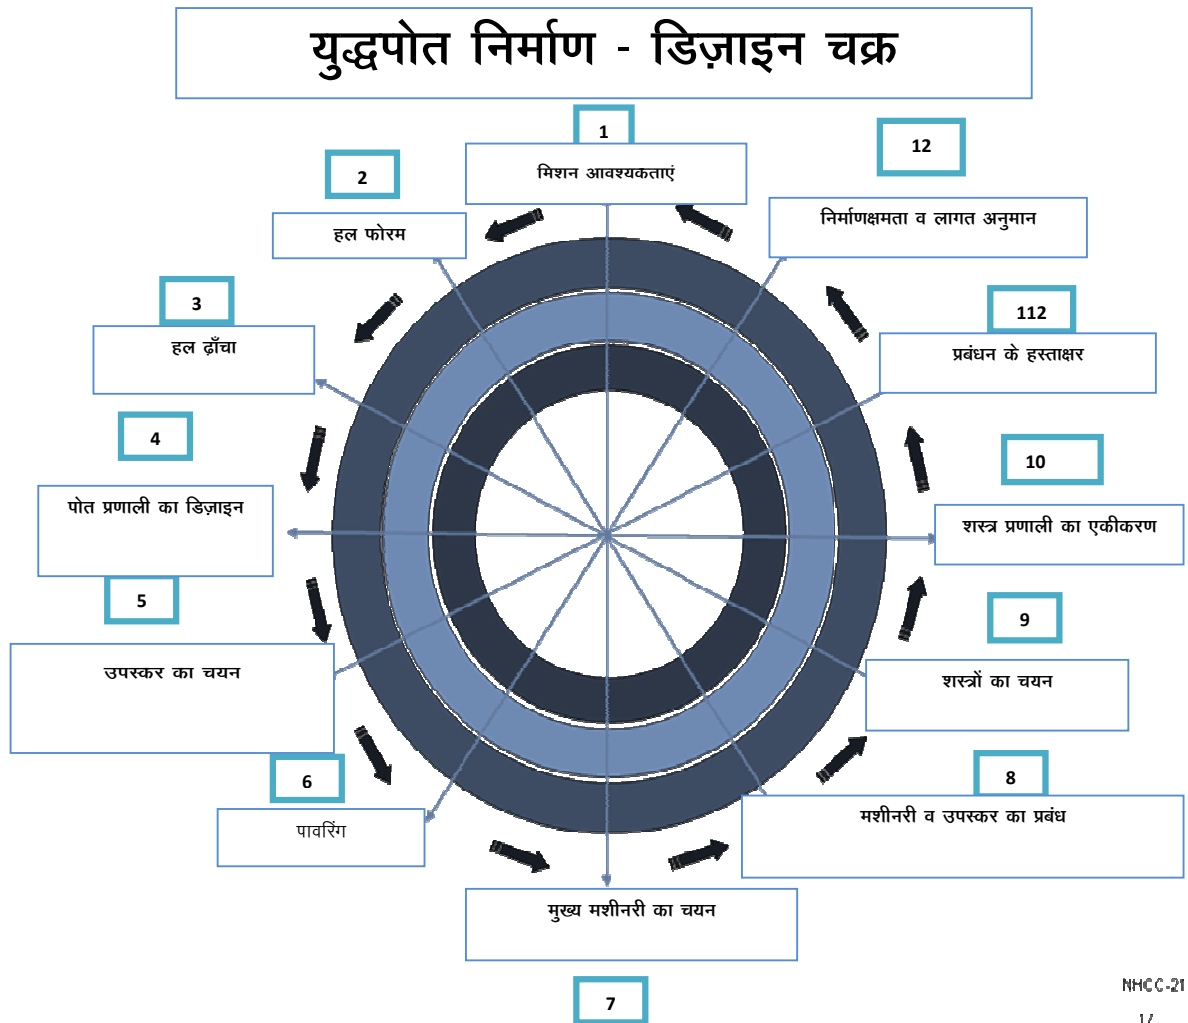 युद्धपोत निर्माण - डिज़ाइन चक्र
1
मिशन आवश्यकताएं
2
हल फोरम
3
हल ढ़ाँचा
4
पोत प्रणाली का डिज़ाइन
5
उपस्कर का चयन
6
पावरिंग
7
मुख्य मशीनरी का चयन
8
मशीनरी व उपस्कर का प्रबंध
9
शस्त्रों का चयन
10
शस्त्र प्रणाली का एकीकरण
112
प्रबंधन के हस्ताक्षर
12
निर्माणक्षमता व लागत अनुमान
NHCC-21
17